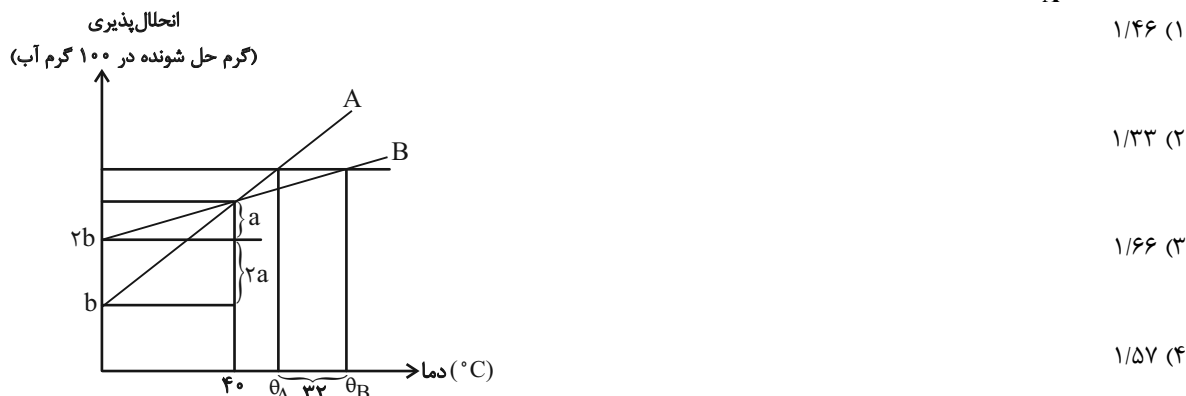 انحلال‌پذیری
(گرم حل شونده در ۱۰۰ گرم آب)
A
B
a
۲b
۲a
b
دما (°C)
۴۰
θA
۳۲
θB
۱) ۱/۴۶
۲) ۱/۳۳
۳) ۱/۶۶
۴) ۱/۵۷